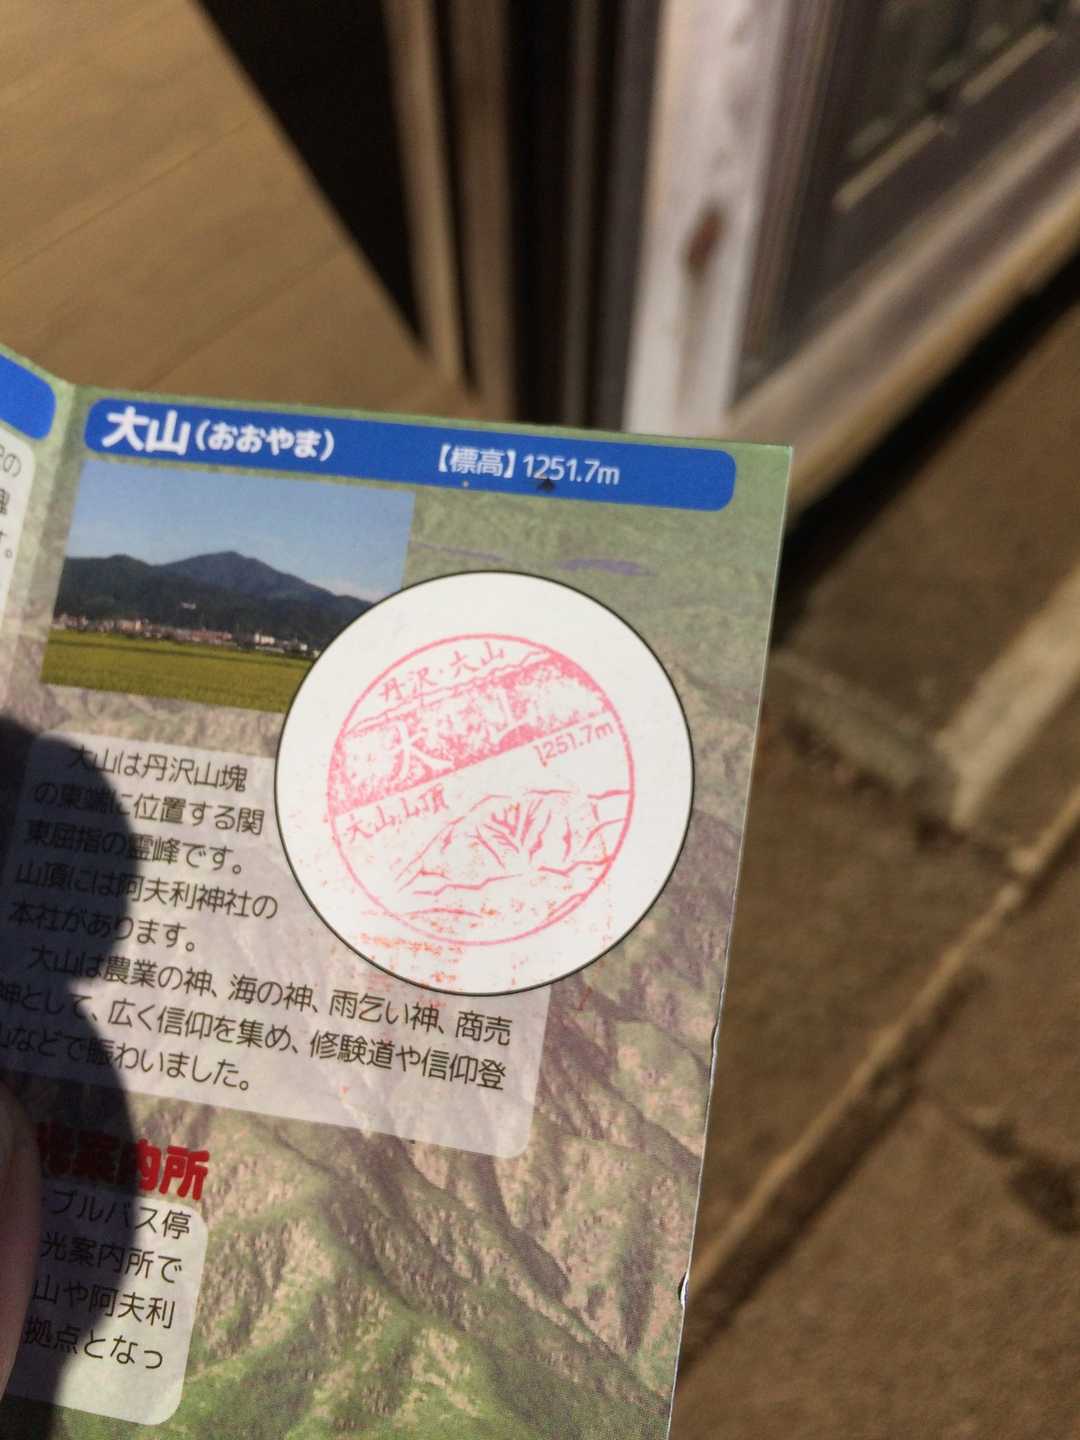 大山(おおやま)
【標高】1251.7m
丹沢・大山
大山
1251.7m
大山山頂
大山は丹沢山塊
の東端に位置する関
東屈指の霊峰です。
山頂には阿夫利神社の
本社があります。
大山は農業の神、海の神、雨乞い神、商売
神として、広く信仰を集め、修験道や信仰登
山などで賑わいました。
光案内所
ブルバス停
光案内所で
山や阿夫利
拠点となっ